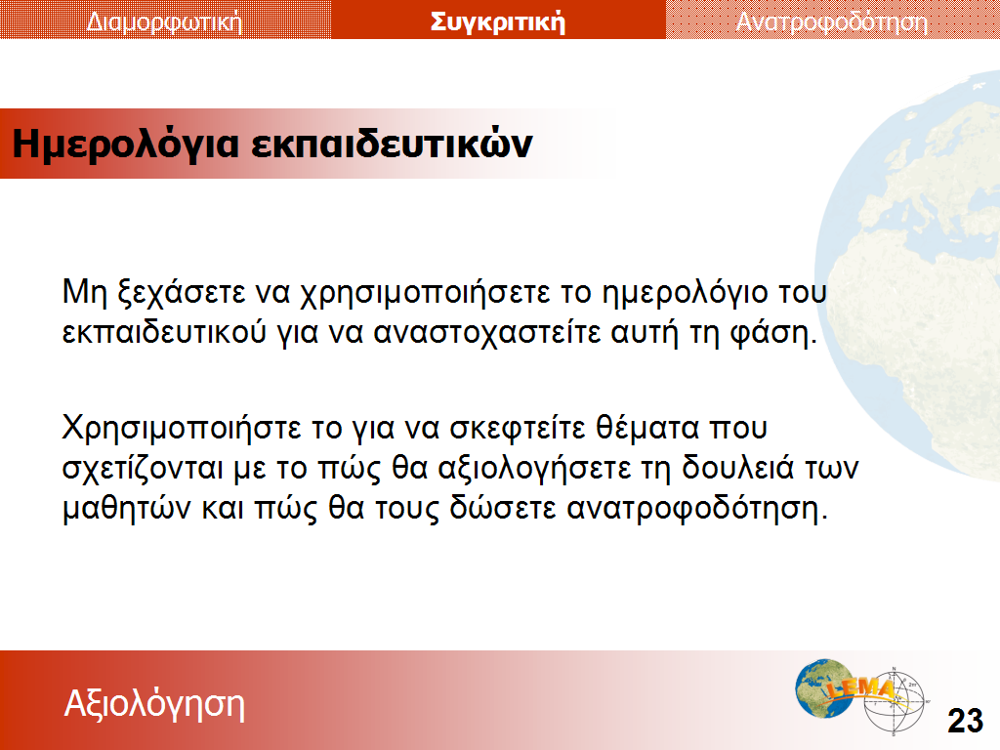 Διαμορφωτική
Συγκριτική
Ανατροφοδότηση
Ημερολόγια εκπαιδευτικών
Μη ξεχάσετε να χρησιμοποιήσετε το ημερολόγιο του
εκπαιδευτικού για να αναστοχαστείτε αυτή τη φάση.
Χρησιμοποιήστε το για να σκεφτείτε θέματα που
σχετίζονται με το πώς θα αξιολογήσετε τη δουλειά των
μαθητών και πώς θα τους δώσετε ανατροφοδότηση.
Αξιολόγηση
LEMA
23